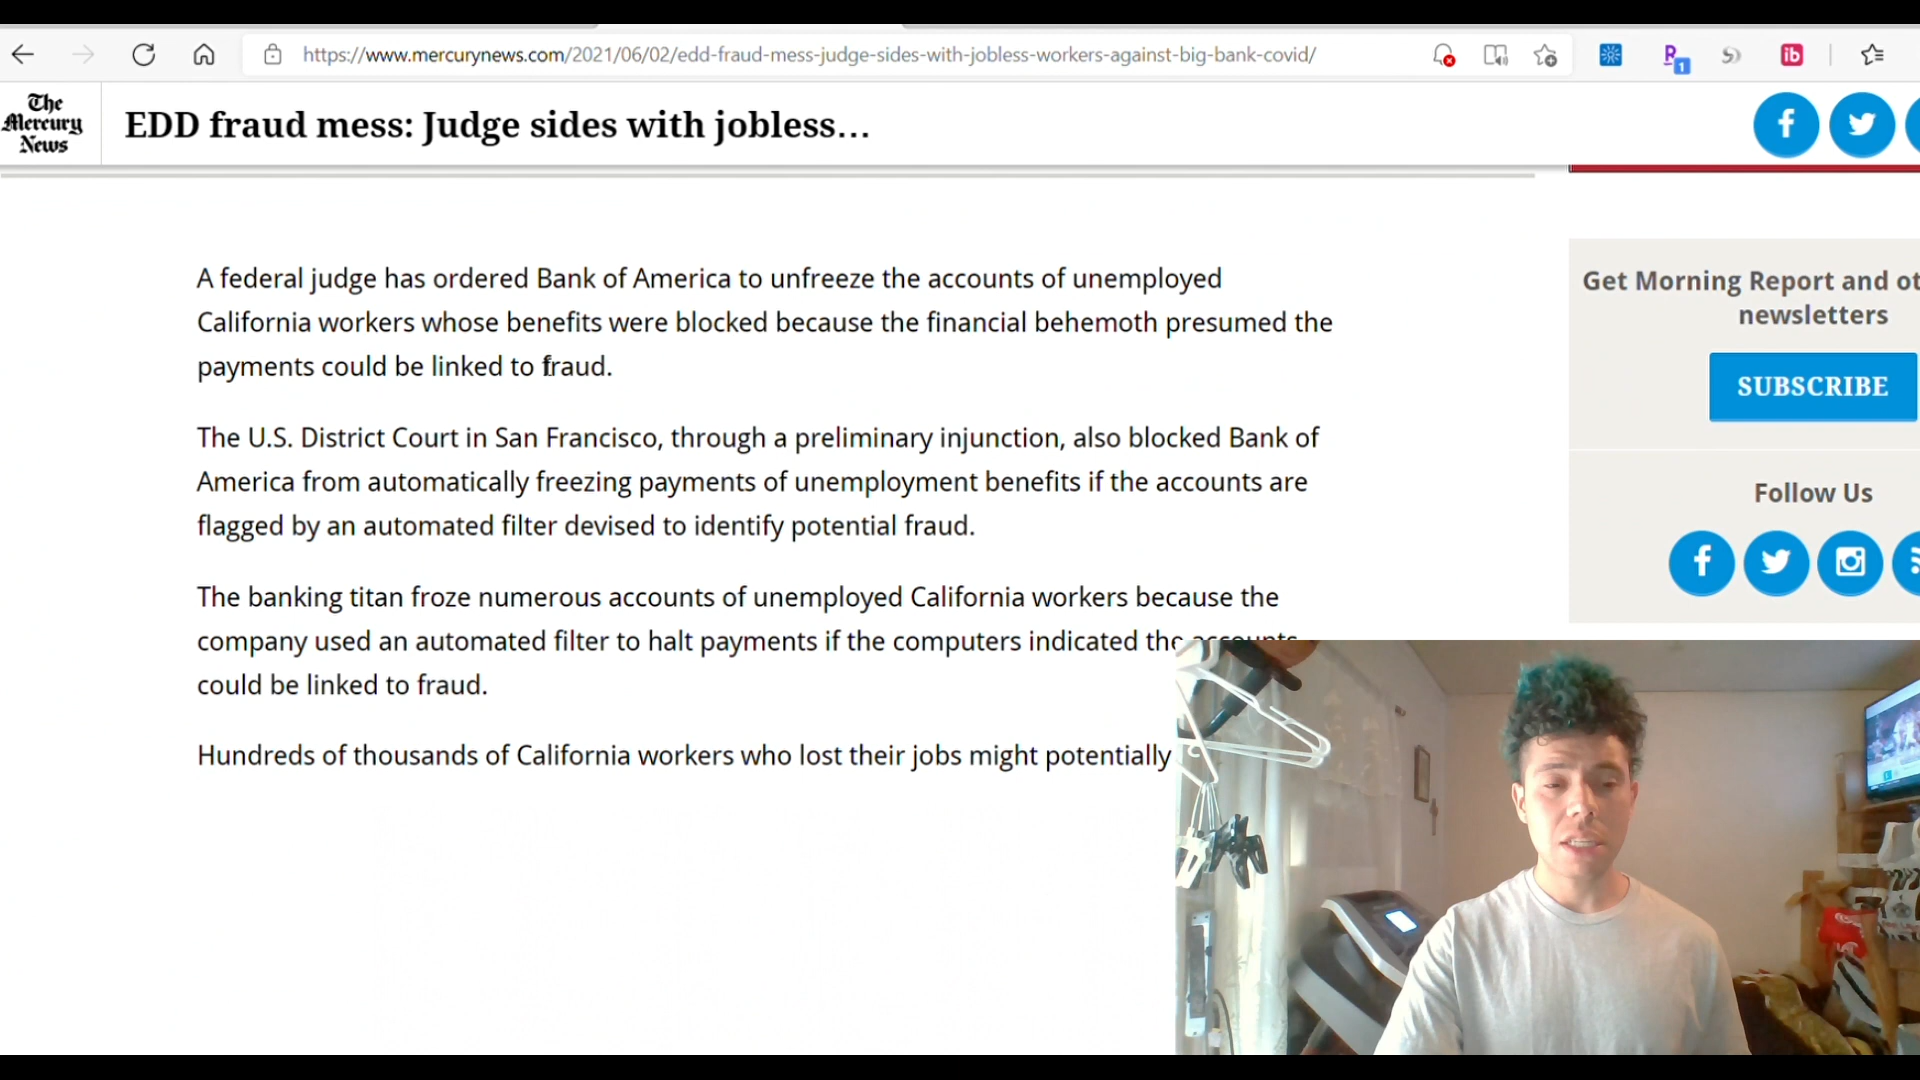 https://www.mercurynews.com/2021/06/02/edd-fraud-mess-judge-sides-with-jobless-workers-against-big-bank-covid/
1
ib
The
Mercury
News
EDD fraud mess: Judge sides with jobless...
A federal judge has ordered Bank of America to unfreeze the accounts of unemployed
California workers whose benefits were blocked because the financial behemoth presumed the
payments could be linked to fraud.
The U.S. District Court in San Francisco, through a preliminary injunction, also blocked Bank of
America from automatically freezing payments of unemployment benefits if the accounts are
flagged by an automated filter devised to identify potential fraud.
The banking titan froze numerous accounts of unemployed California workers because the
company used an automated filter to halt payments if the computers indicated the accounts
could be linked to fraud.
Hundreds of thousands of California workers who lost their jobs might potentially
Get Morning Report and ot
newsletters
SUBSCRIBE
Follow Us